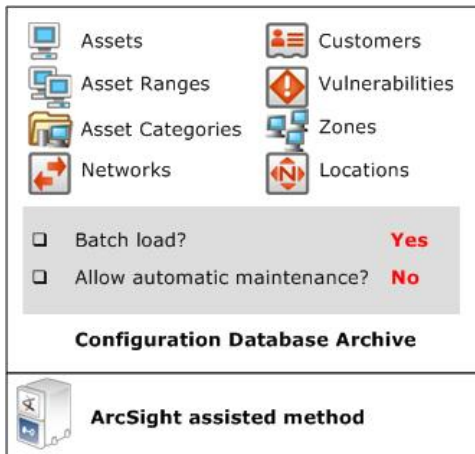 Assets
Customers
Asset Ranges
Vulnerabilities
Asset Categories
Zones
Networks
N
Locations
Batch load? Yes
Allow automatic maintenance? No
Configuration Database Archive
ArcSight assisted method